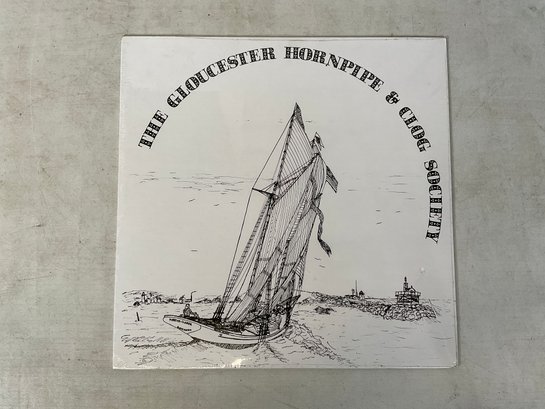 THE GLOUCESTER HORNPIPE & CLOG SOCIETY